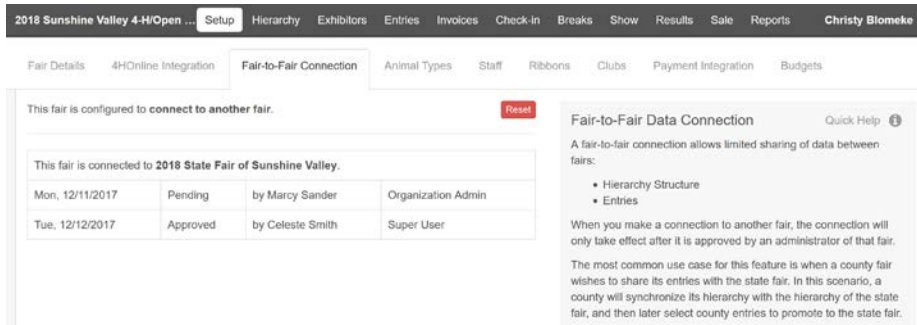 2018 Sunshine Valley 4-H/Open ... Setup Hierarchy Exhibitors Entries Invoices Check-In Breaks Show Results Sale Reports Christy Blomeke
Fair Details 4HOnline Integration Fair-to-Fair Connection Animal Types Staff Ribbons Clubs Payment Integration Budgets
This fair is configured to connect to another fair. Reset
This fair is connected to 2018 State Fair of Sunshine Valley.
Mon, 12/11/2017 Pending by Marcy Sander Organization Admin
Tue, 12/12/2017 Approved by Celeste Smith Super User
Fair-to-Fair Data Connection Quick Help
A fair-to-fair connection allows limited sharing of data between
fairs:
• Hierarchy Structure
• Entries
When you make a connection to another fair, the connection will
only take effect after it is approved by an administrator of that fair.
The most common use case for this feature is when a county fair
wishes to share its entries with the state fair. In this scenario, a
county will synchronize its hierarchy with the hierarchy of the state
fair, and then later select county entries to promote to the state fair.